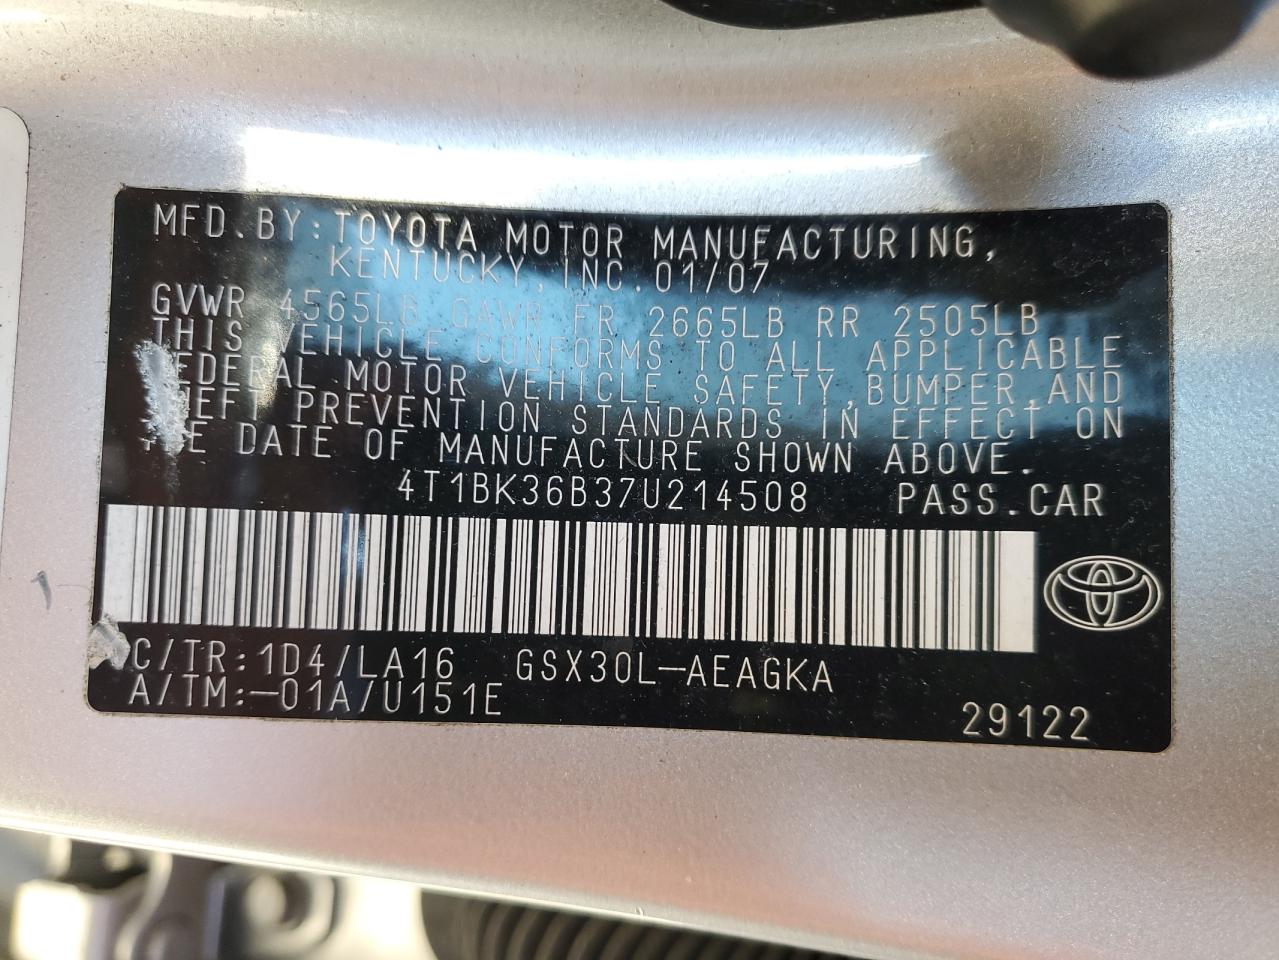 MFD.BY:TOYOTA MOTOR MANUFACTURING,
KENTUCKY,INC.01/07
GVWR 4565LB GAWR FR 2665LB RR 2505LB
THIS VEHICLE CONFORMS TO ALL APPLICABLE
FEDERAL MOTOR VEHICLE SAFETY,BUMPER,AND
THEFT PREVENTION STANDARDS IN EFFECT ON
THE DATE OF MANUFACTURE SHOWN ABOVE.
4T1BK36B37U214508 PASS.CAR
C/TR:1D4/LA16 GSX30L-AEAGKA
A/TM:-01A/U151E
29122